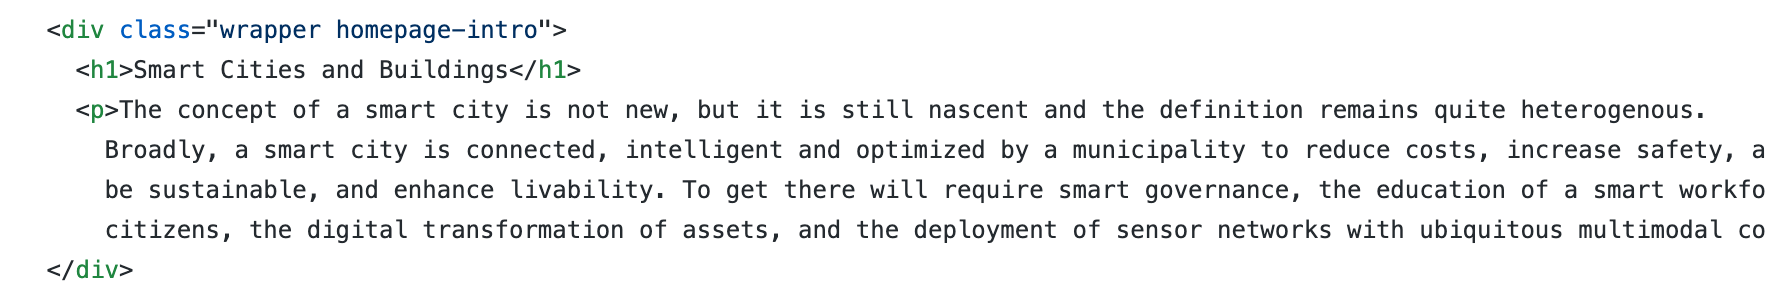 <div class="wrapper homepage-intro">
<h1>Smart Cities and Buildings</h1>
<p>The concept of a smart city is not new, but it is still nascent and the definition remains quite heterogenous.
Broadly, a smart city is connected, intelligent and optimized by a municipality to reduce costs, increase safety, a
be sustainable, and enhance livability. To get there will require smart governance, the education of a smart workfo
citizens, the digital transformation of assets, and the deployment of sensor networks with ubiquitous multimodal co
</div>